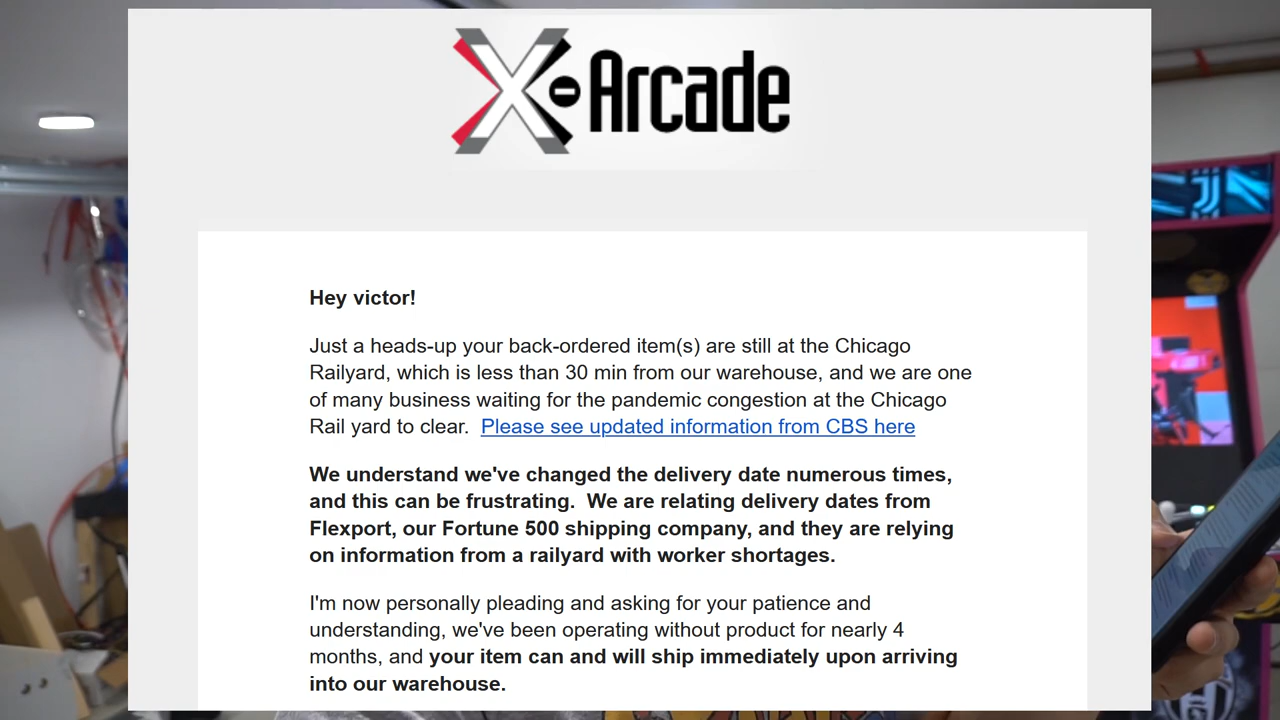 X-Arcade
Hey victor!
Just a heads-up your back-ordered item(s) are still at the Chicago
Railyard, which is less than 30 min from our warehouse, and we are one
of many business waiting for the pandemic congestion at the Chicago
Rail yard to clear.  Please see updated information from CBS here
We understand we've changed the delivery date numerous times,
and this can be frustrating.  We are relating delivery dates from
Flexport, our Fortune 500 shipping company, and they are relying
on information from a railyard with worker shortages.
I'm now personally pleading and asking for your patience and
understanding, we've been operating without product for nearly 4
months, and your item can and will ship immediately upon arriving
into our warehouse.